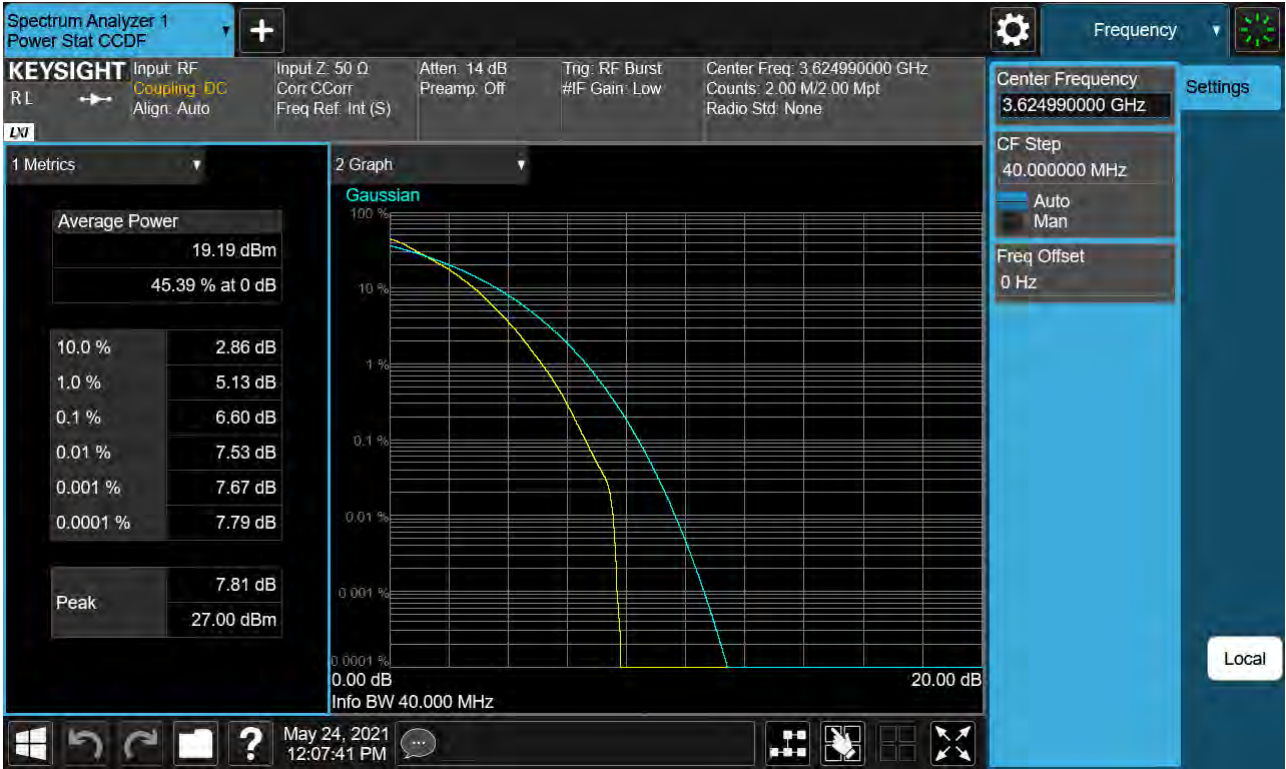 Spectrum Analyzer 1
Power Stat CCDF
Frequency
KEYSIGHT
R L
LXI
Input: RF
Coupling: DC
Align: Auto
Input Z: 50 Ω
Corr CCorr
Freq Ref: Int (S)
Atten: 14 dB
Preamp: Off
Trig: RF Burst
#IF Gain: Low
Center Freq: 3.624990000 GHz
Counts: 2.00 M/2.00 Mpt
Radio Std: None
Center Frequency
3.624990000 GHz
Settings
CF Step
40.000000 MHz
Auto
Man
Freq Offset
0 Hz
Local
1 Metrics
Average Power
19.19 dBm
45.39 % at 0 dB
10.0 % 2.86 dB
1.0 % 5.13 dB
0.1 % 6.60 dB
0.01 % 7.53 dB
0.001 % 7.67 dB
0.0001 % 7.79 dB
Peak
7.81 dB
27.00 dBm
2 Graph
Gaussian
100 %
10 %
1 %
0.1 %
0.01 %
0.001 %
0.0001 %
0.00 dB 20.00 dB
Info BW 40.000 MHz
?
May 24, 2021
12:07:41 PM